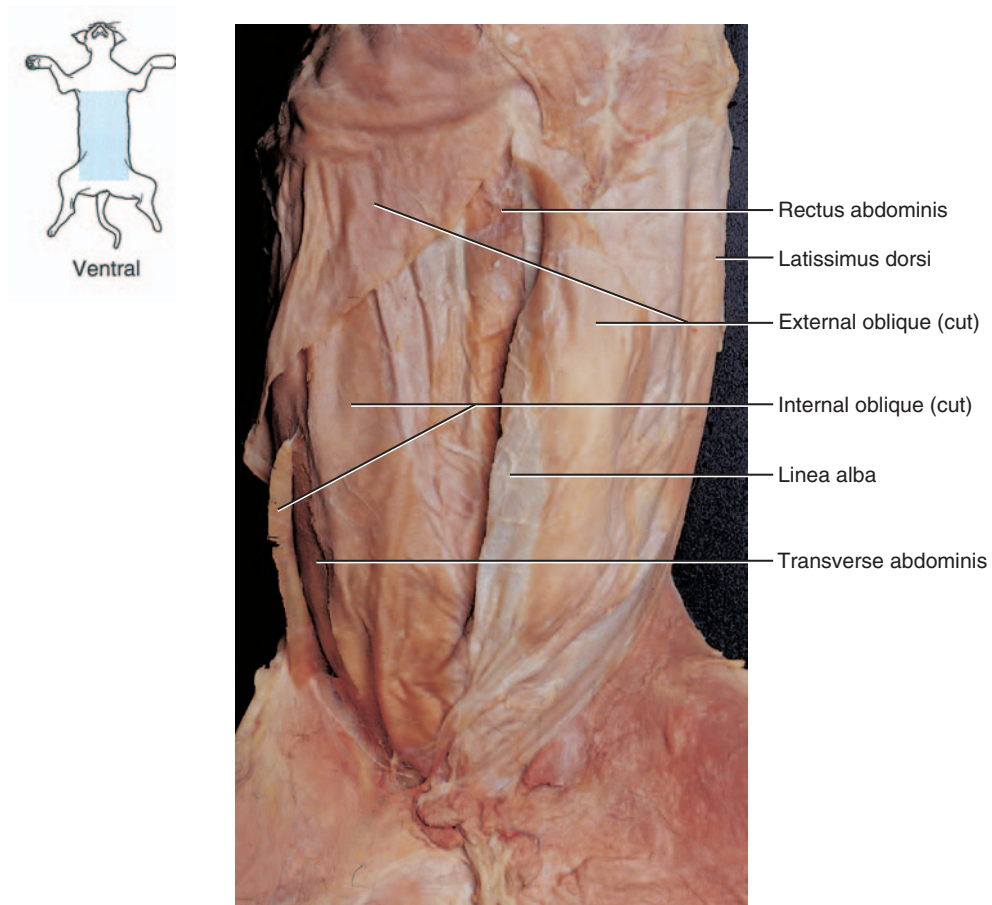 Ventral
Rectus abdominis
Latissimus dorsi
External oblique (cut)
Internal oblique (cut)
Linea alba
Transverse abdominis